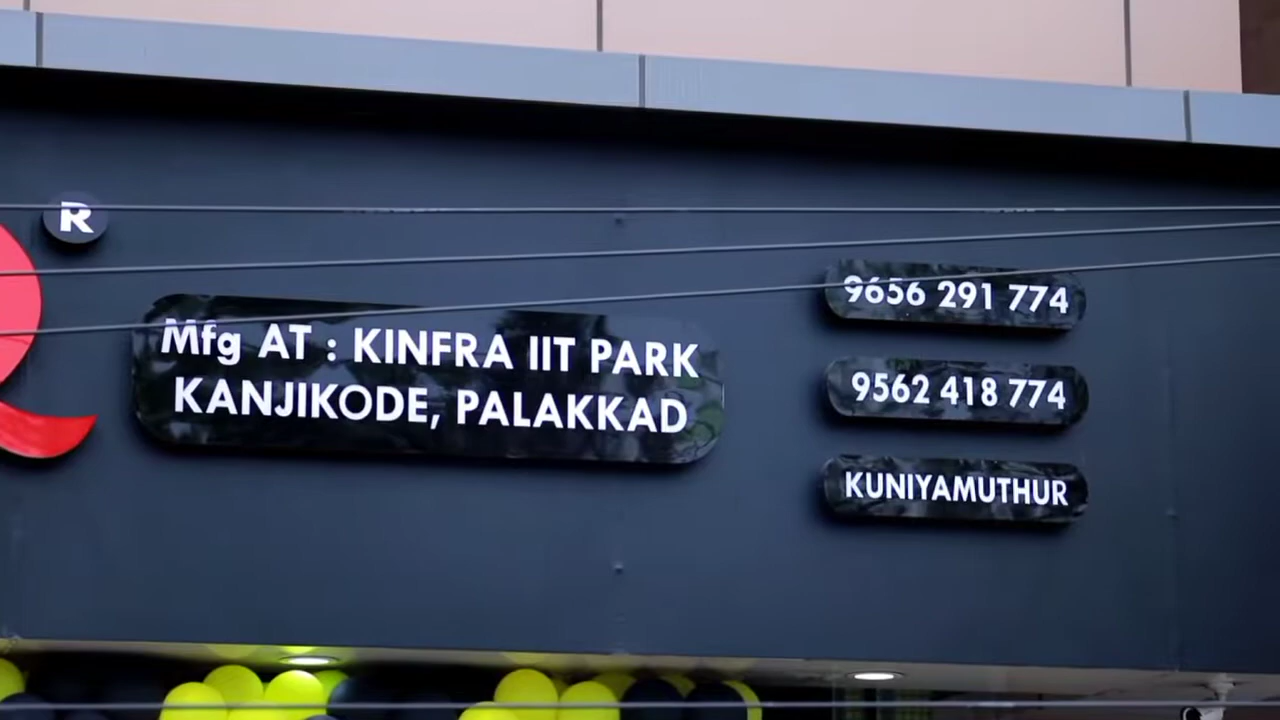 R
Mfg AT : KINFRA IIT PARK
KANJIKODE, PALAKKAD
9656 291 774
9562 418 774
KUNIYAMUTHUR